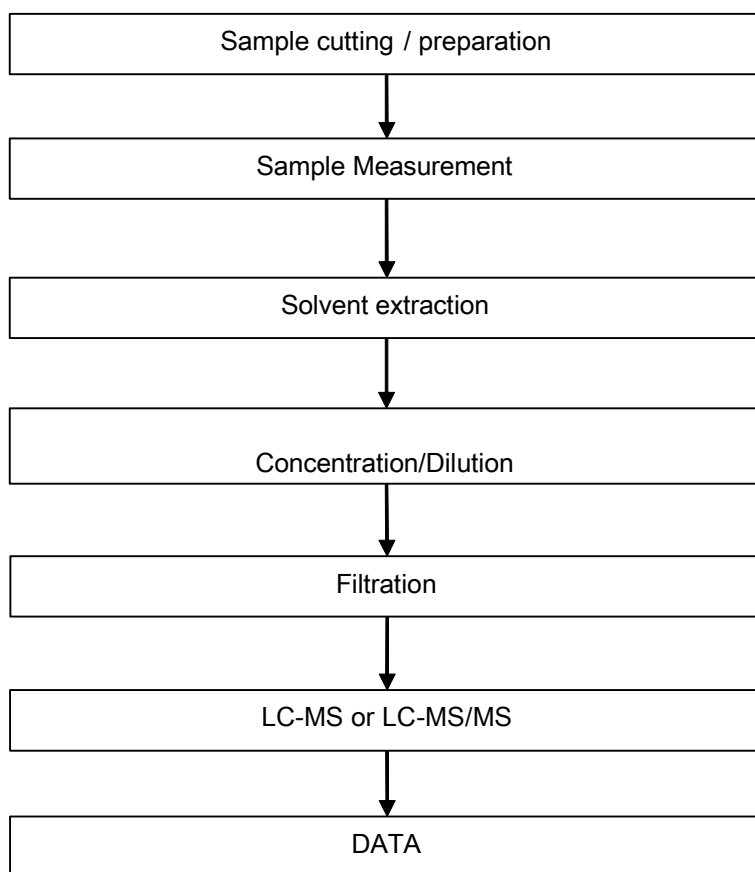 Sample cutting / preparation
Sample Measurement
Solvent extraction
Concentration/Dilution
Filtration
LC-MS or LC-MS/MS
DATA